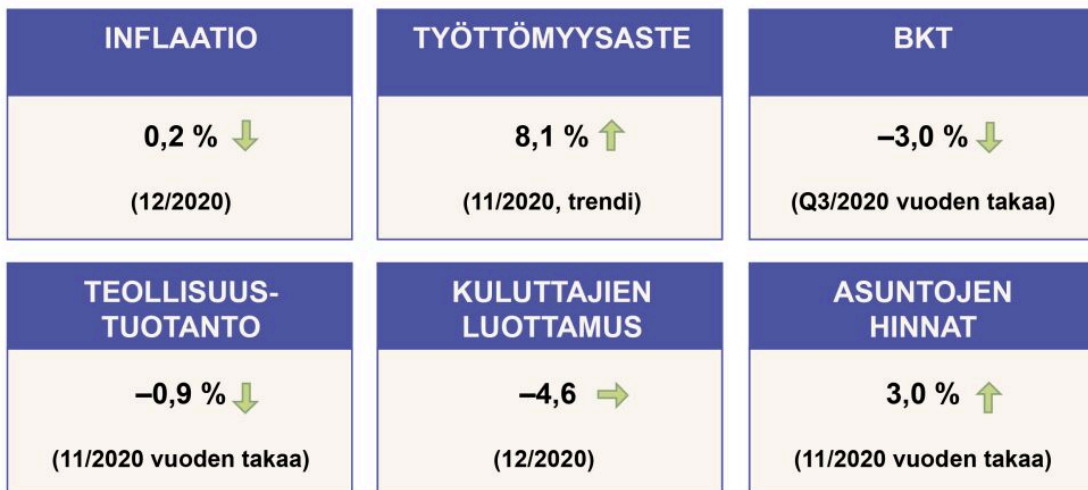 INFLAATIO
0,2 %
(12/2020)
TYÖTTÖMYYSASTE
8,1 %
(11/2020, trendi)
BKT
–3,0 %
(Q3/2020 vuoden takaa)
TEOLLISUUS-
TUOTANTO
–0,9 %
(11/2020 vuoden takaa)
KULUTTAJIEN
LUOTTAMUS
–4,6
(12/2020)
ASUNTOJEN
HINNAT
3,0 %
(11/2020 vuoden takaa)